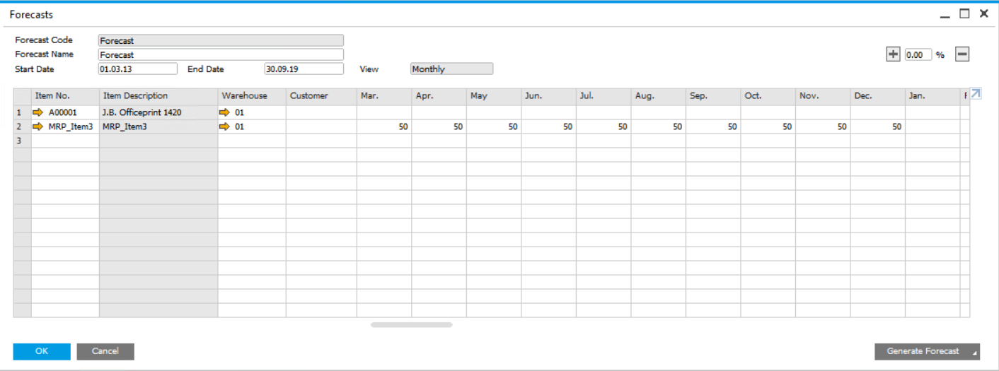 Forecasts
Forecast Code Forecast
Forecast Name Forecast 0.00 %
Start Date 01.03.13 End Date 30.09.19 View Monthly
Item No. Item Description Warehouse Customer Mar. Apr. May Jun. Jul. Aug. Sep. Oct. Nov. Dec. Jan.
1 A00001 J.B. Officeprint 1420 01
2 MRP_Item3 MRP_Item3 01 50 50 50 50 50 50 50 50 50 50
3
OK Cancel Generate Forecast